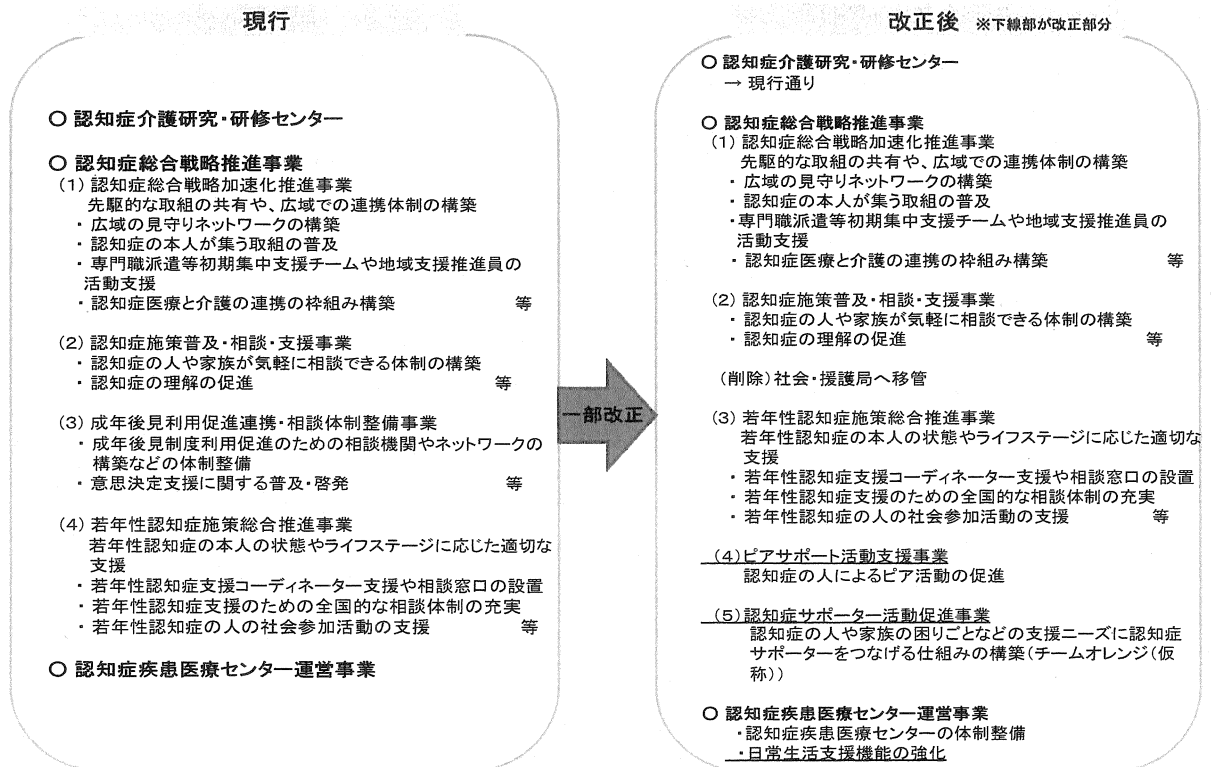 現行
〇 認知症介護研究・研修センター
〇 認知症総合戦略推進事業
(1) 認知症総合戦略加速化推進事業
先駆的な取組の共有や、広域での連携体制の構築
・ 広域の見守りネットワークの構築
・ 認知症の本人が集う取組の普及
・ 専門職派遣等初期集中支援チームや地域支援推進員の
活動支援
・ 認知症医療と介護の連携の枠組み構築 等
(2) 認知症施策普及・相談・支援事業
・ 認知症の人や家族が気軽に相談できる体制の構築
・ 認知症の理解の促進 等
(3) 成年後見利用促進連携・相談体制整備事業
・ 成年後見制度利用促進のための相談機関やネットワークの
構築などの体制整備
・ 意思決定支援に関する普及・啓発 等
(4) 若年性認知症施策総合推進事業
若年性認知症の本人の状態やライフステージに応じた適切な
支援
・ 若年性認知症支援コーディネーター支援や相談窓口の設置
・ 若年性認知症支援のための全国的な相談体制の充実
・ 若年性認知症の人の社会参加活動の支援 等
〇 認知症疾患医療センター運営事業
一部改正
改正後 ※下線部が改正部分
〇 認知症介護研究・研修センター
→ 現行通り
〇 認知症総合戦略推進事業
(1) 認知症総合戦略加速化推進事業
先駆的な取組の共有や、広域での連携体制の構築
・ 広域の見守りネットワークの構築
・ 認知症の本人が集う取組の普及
・専門職派遣等初期集中支援チームや地域支援推進員の
活動支援
・ 認知症医療と介護の連携の枠組み構築 等
(2) 認知症施策普及・相談・支援事業
・ 認知症の人や家族が気軽に相談できる体制の構築
・ 認知症の理解の促進 等
(削除)社会・援護局へ移管
(3) 若年性認知症施策総合推進事業
若年性認知症の本人の状態やライフステージに応じた適切な
支援
・ 若年性認知症支援コーディネーター支援や相談窓口の設置
・ 若年性認知症支援のための全国的な相談体制の充実
・ 若年性認知症の人の社会参加活動の支援 等
(4)ピアサポート活動支援事業
認知症の人によるピア活動の促進
(5)認知症サポーター活動促進事業
認知症の人や家族の困りごとなどの支援ニーズに認知症
サポーターをつなげる仕組みの構築(チームオレンジ(仮
称))
〇 認知症疾患医療センター運営事業
・認知症疾患医療センターの体制整備
・日常生活支援機能の強化